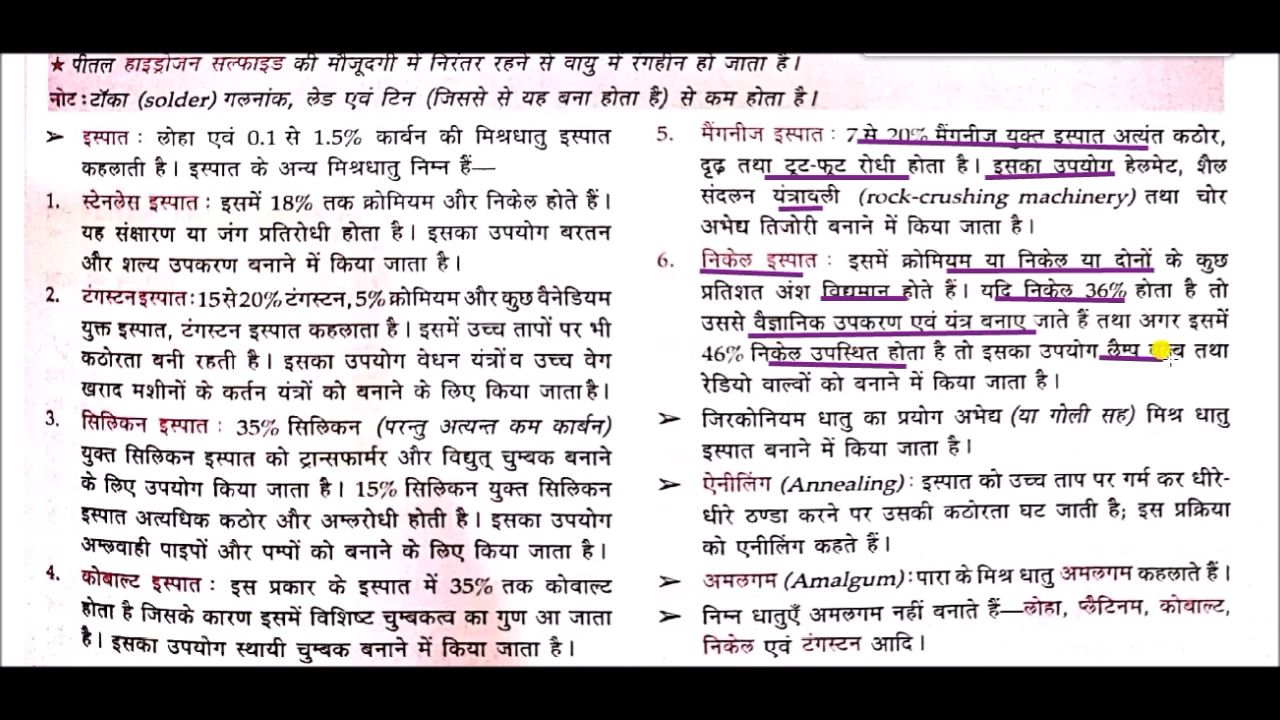 ★ पीतल हाइड्रोजन सल्फाइड की मौजूदगी में निरंतर रहने से वायु में रंगहीन हो जाता है।
नोट: टाँका (solder) गलनांक, लेड एवं टिन (जिससे से यह बना होता है) से कम होता है।
➢ इस्पात : लोहा एवं 0.1 से 1.5% कार्बन की मिश्रधातु इस्पात
कहलाती है। इस्पात के अन्य मिश्रधातु निम्न हैं—
1. स्टेनलेस इस्पात : इसमें 18% तक क्रोमियम और निकेल होते हैं।
यह संक्षारण या जंग प्रतिरोधी होता है। इसका उपयोग बरतन
और शल्य उपकरण बनाने में किया जाता है।
2. टंगस्टन इस्पात : 15 से 20% टंगस्टन, 5% क्रोमियम और कुछ वैनेडियम
युक्त इस्पात, टंगस्टन इस्पात कहलाता है। इसमें उच्च तापों पर भी
कठोरता बनी रहती है। इसका उपयोग वेधन यंत्रों व उच्च वेग
खराद मशीनों के कर्तन यंत्रों को बनाने के लिए किया जाता है।
3. सिलिकन इस्पात : 35% सिलिकन (परन्तु अत्यन्त कम कार्बन)
युक्त सिलिकन इस्पात को ट्रान्सफार्मर और विद्युत् चुम्बक बनाने
के लिए उपयोग किया जाता है। 15% सिलिकन युक्त सिलिकन
इस्पात अत्यधिक कठोर और अम्लरोधी होती है। इसका उपयोग
अम्लवाही पाइपों और पम्पों को बनाने के लिए किया जाता है।
4. कोबाल्ट इस्पात : इस प्रकार के इस्पात में 35% तक कोबाल्ट
होता है जिसके कारण इसमें विशिष्ट चुम्बकत्व का गुण आ जाता
है। इसका उपयोग स्थायी चुम्बक बनाने में किया जाता है।
5. मैंगनीज इस्पात : 7 से 20% मैंगनीज युक्त इस्पात अत्यंत कठोर,
दृढ़ तथा टूट-फूट रोधी होता है। इसका उपयोग हेलमेट, शैल
संदलन यंत्रावली (rock-crushing machinery) तथा चोर
अभेद्य तिजोरी बनाने में किया जाता है।
6. निकेल इस्पात : इसमें क्रोमियम या निकेल या दोनों के कुछ
प्रतिशत अंश विद्यमान होते हैं। यदि निकेल 36% होता है तो
उससे वैज्ञानिक उपकरण एवं यंत्र बनाए जाते हैं तथा अगर इसमें
46% निकेल उपस्थित होता है तो इसका उपयोग लैम्प तथा
रेडियो वाल्वों को बनाने में किया जाता है।
➢ जिरकोनियम धातु का प्रयोग अभेद्य (या गोली सह) मिश्र धातु
इस्पात बनाने में किया जाता है।
➢ ऐनीलिंग (Annealing) : इस्पात को उच्च ताप पर गर्म कर धीरे-
धीरे ठण्डा करने पर उसकी कठोरता घट जाती है; इस प्रक्रिया
को एनीलिंग कहते हैं।
➢ अमलगम (Amalgum) : पारा के मिश्र धातु अमलगम कहलाते हैं।
➢ निम्न धातुएँ अमलगम नहीं बनाते हैं—लोहा, प्लैटिनम, कोबाल्ट,
निकेल एवं टंगस्टन आदि।